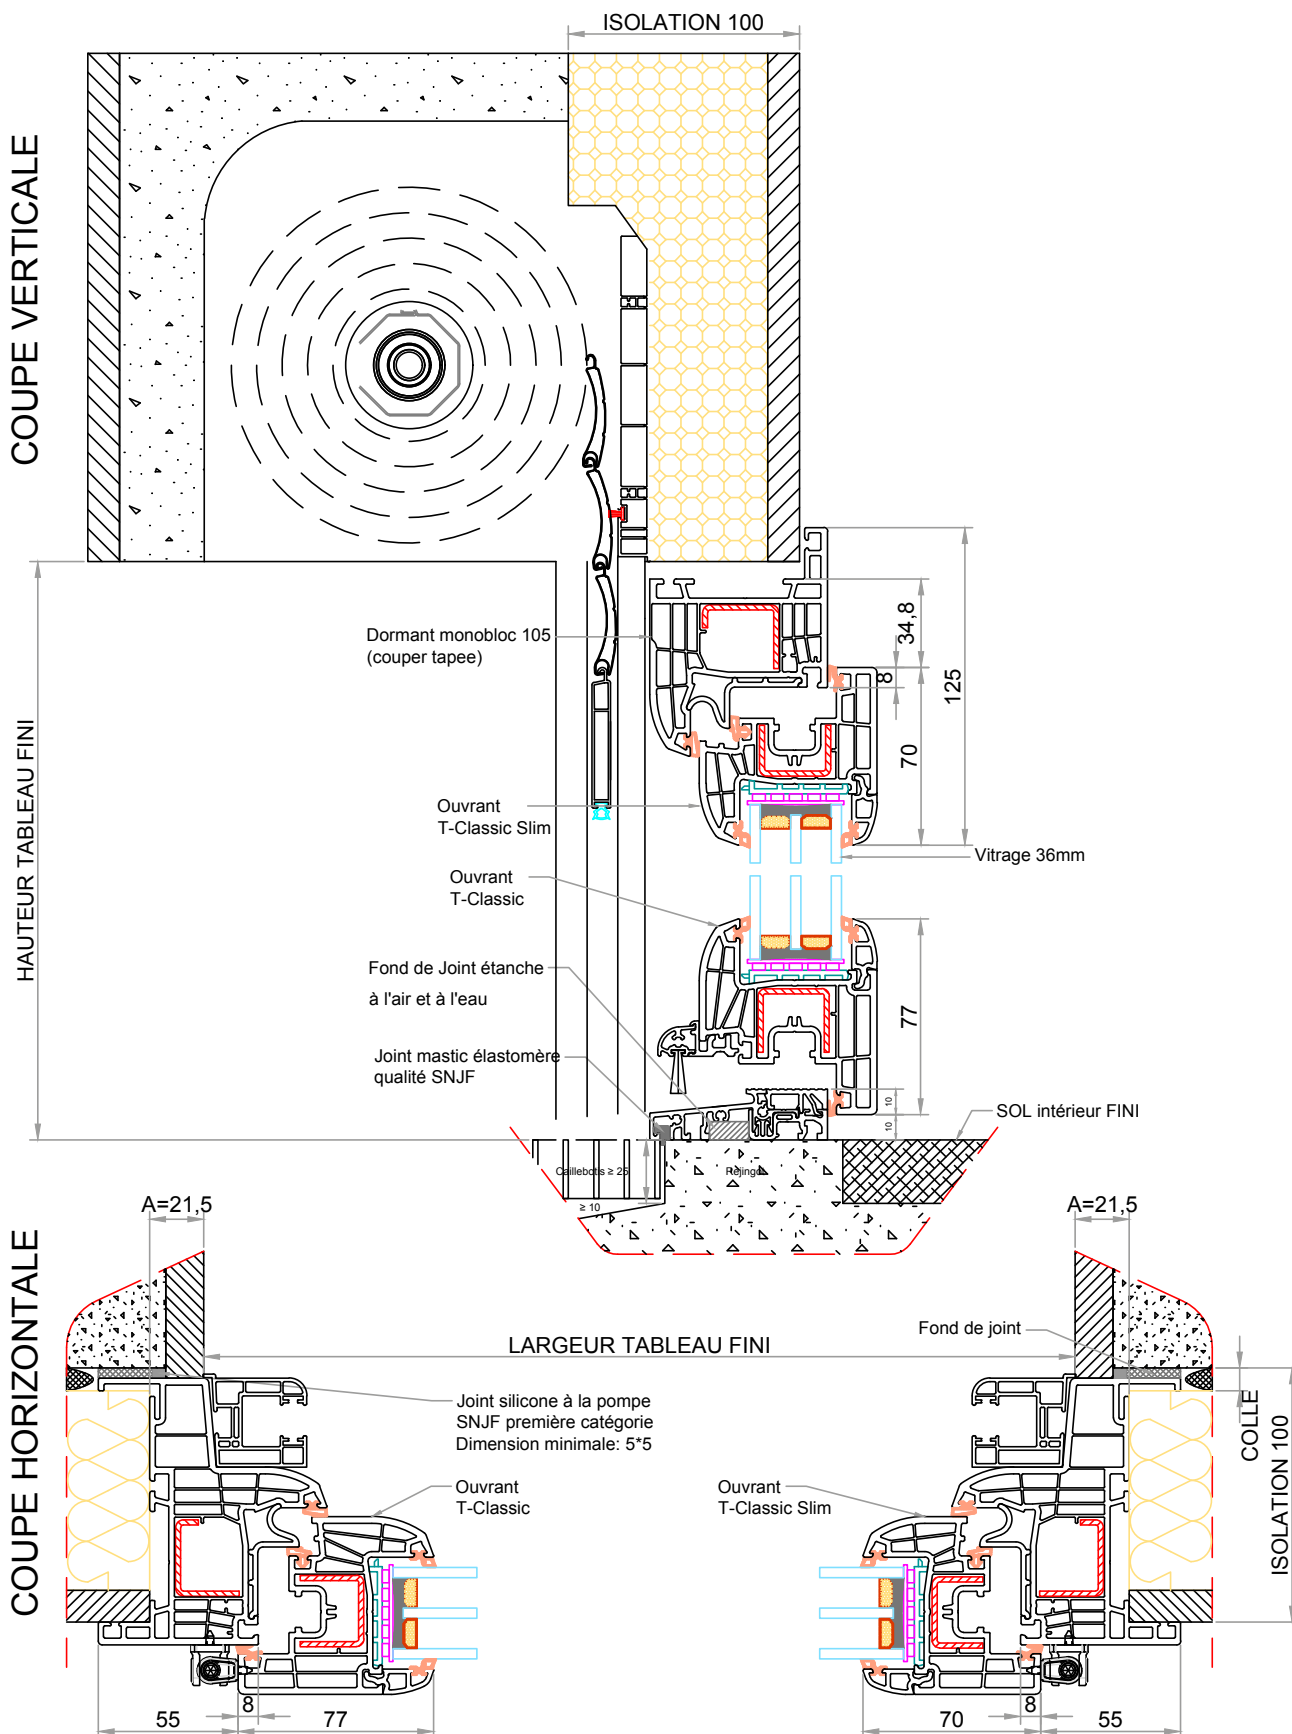 ISOLATION 100
COUPE VERTICALE
HAUTEUR TABLEAU FINI
Dormant monobloc 105
(couper tapee)
34,8
8
125
70
Ouvrant
T-Classic Slim
Vitrage 36mm
Ouvrant
T-Classic
Fond de Joint étanche
à l'air et à l'eau
77
Joint mastic élastomère
qualité SNJF
10
10
SOL intérieur FINI
Caillebotis ≥ 25
Rejingot
≥ 10
COUPE HORIZONTALE
A=21,5
A=21,5
LARGEUR TABLEAU FINI
Fond de joint
Joint silicone à la pompe
SNJF première catégorie
Dimension minimale: 5*5
COLLE
ISOLATION 100
Ouvrant
T-Classic
Ouvrant
T-Classic Slim
55
8
77
70
8
55